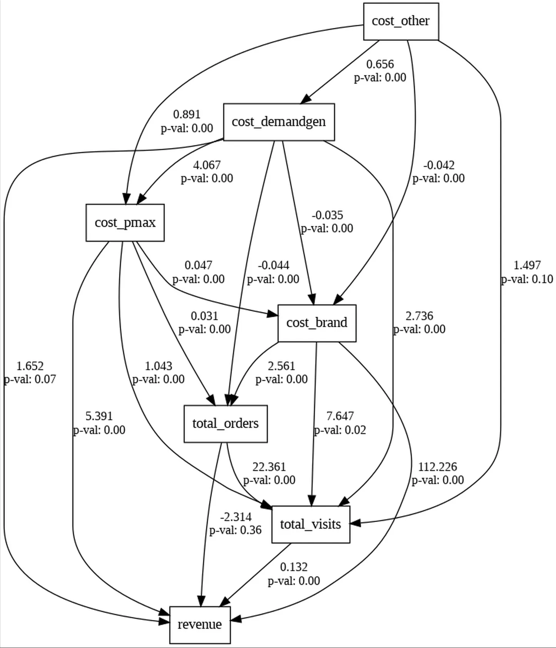 cost_other
0.656
p-val: 0.00
0.891
p-val: 0.00
cost_demandgen
4.067
p-val: 0.00
-0.042
p-val: 0.00
cost_pmax
-0.035
p-val: 0.00
0.047
p-val: 0.00
-0.044
p-val: 0.00
1.497
p-val: 0.10
cost_brand
0.031
p-val: 0.00
2.736
p-val: 0.00
1.652
p-val: 0.07
1.043
p-val: 0.00
2.561
p-val: 0.00
5.391
p-val: 0.00
total_orders
7.647
p-val: 0.02
22.361
p-val: 0.00
112.226
p-val: 0.00
-2.314
p-val: 0.36
total_visits
0.132
p-val: 0.00
revenue